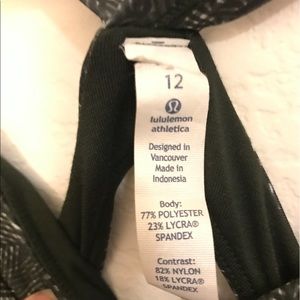 12
lululemon
athletica
Designed in
Vancouver
Made in
Indonesia
Body:
77% POLYESTER
23% LYCRA®
SPANDEX
Contrast:
82% NYLON
18% LYCRA®
SPANDEX